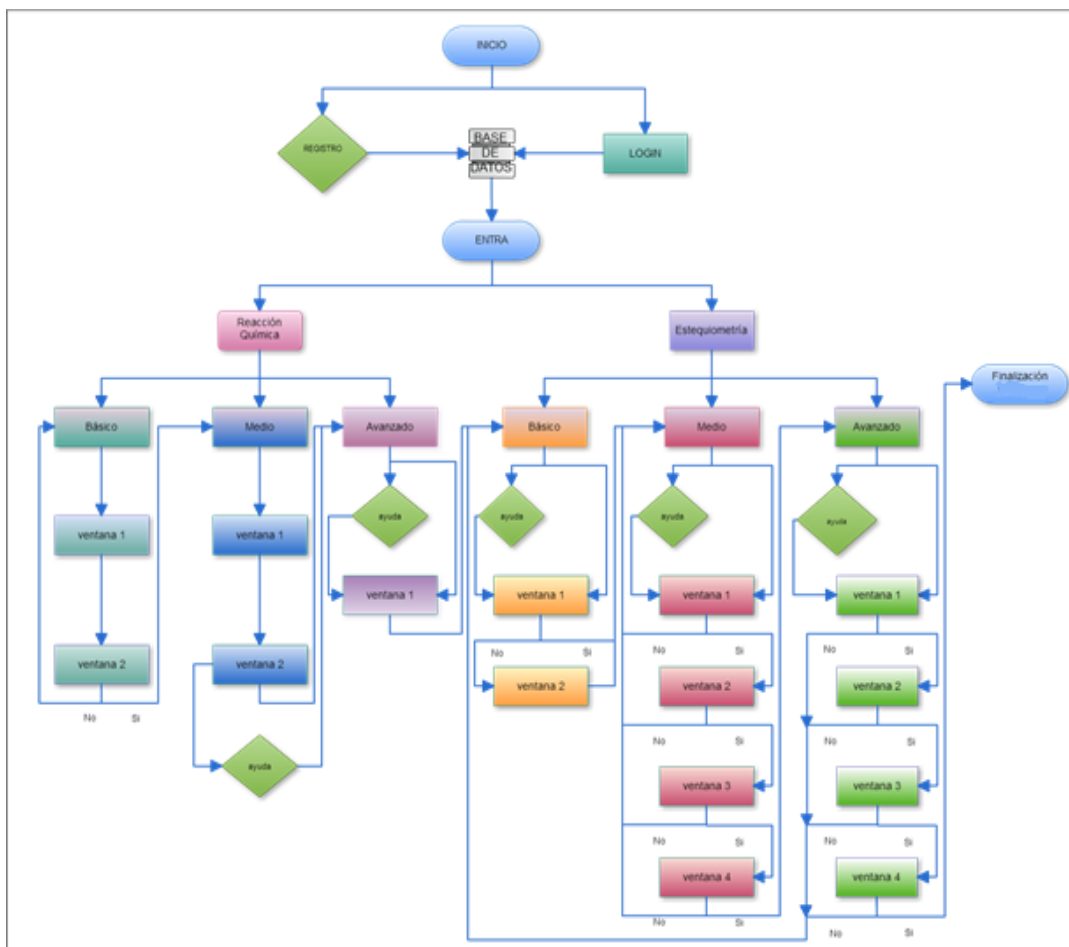 INICIO
REGISTRO
BASE
DE
DATOS
LOGIN
ENTRA
Reacción
Química
Estequiometría
Finalización
Básico
Medio
Avanzado
Básico
Medio
Avanzado
ayuda
ayuda
ayuda
ayuda
ventana 1
ventana 1
ventana 1
ventana 1
ventana 1
ventana 1
No
Si
No
Si
ventana 2
ventana 2
ventana 2
ventana 2
ventana 2
No
Si
No
Si
No
Si
ayuda
ventana 3
ventana 3
No
Si
No
Si
ventana 4
ventana 4
No
Si
No
Si